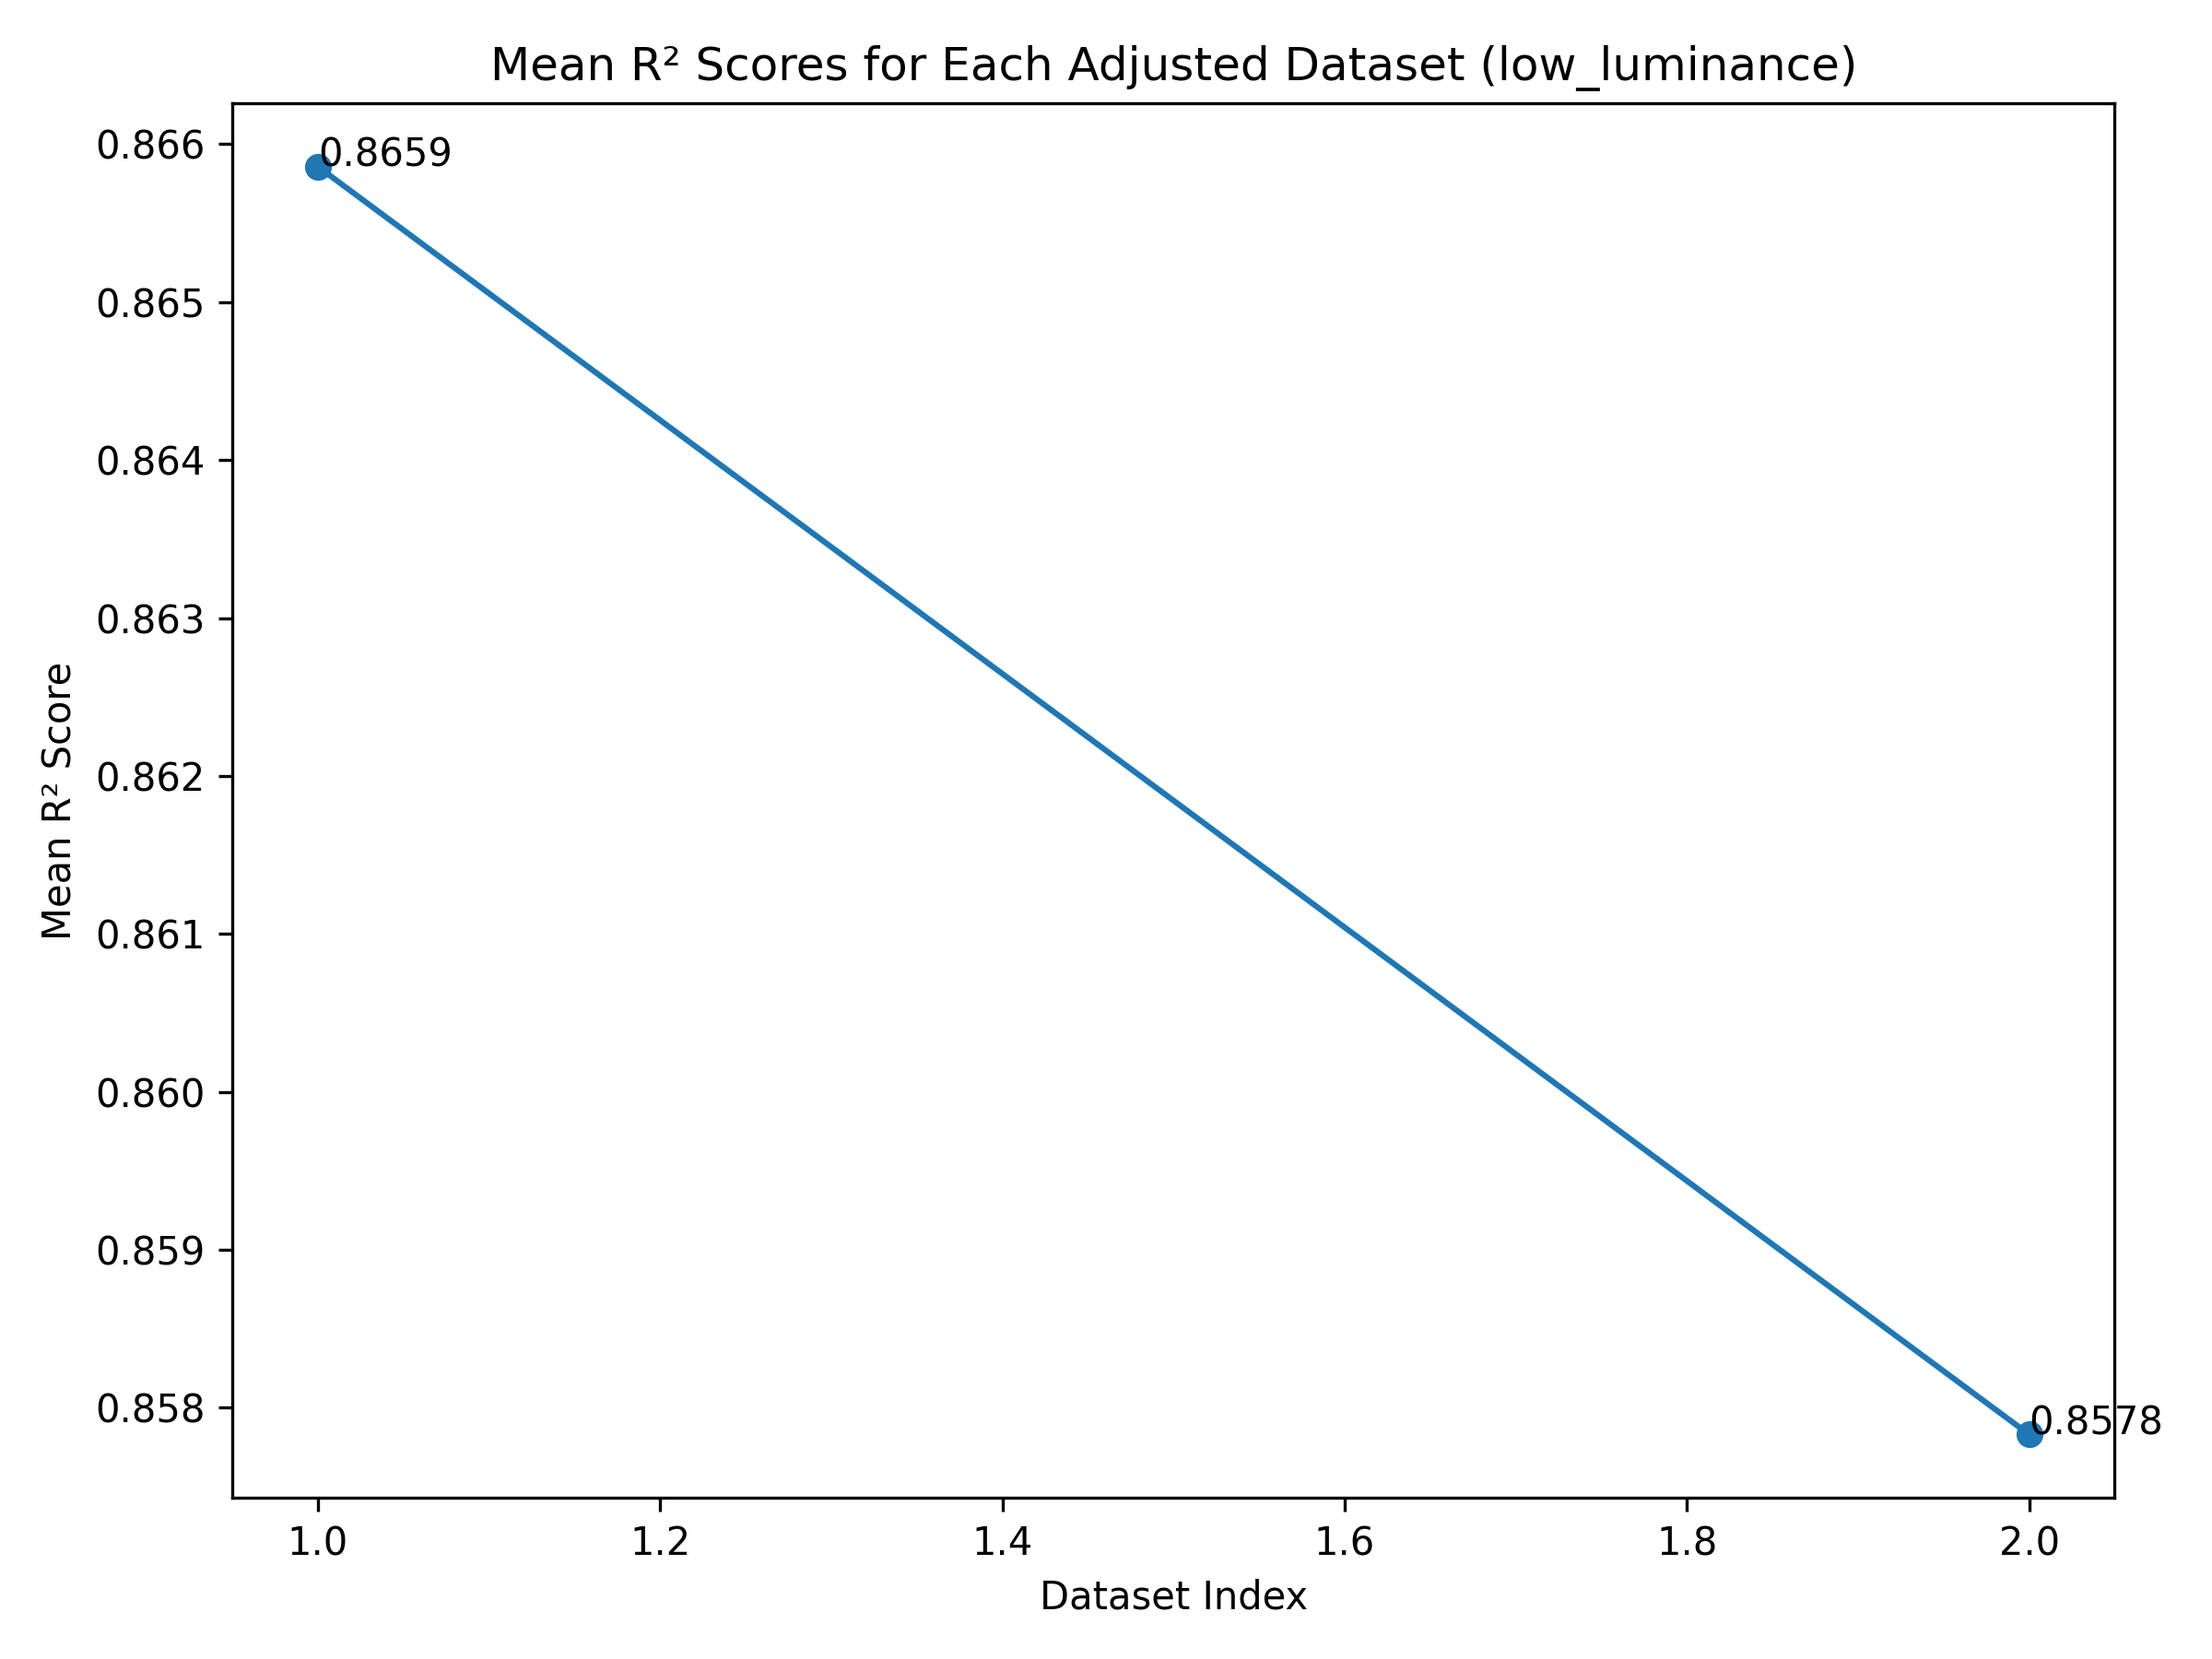 Mean R² Scores for Each Adjusted Dataset (low_luminance)
0.866
0.8659
0.865
0.864
0.863
0.862
0.861
0.860
0.859
0.858
0.8578
Mean R² Score
1.0 1.2 1.4 1.6 1.8 2.0
Dataset Index